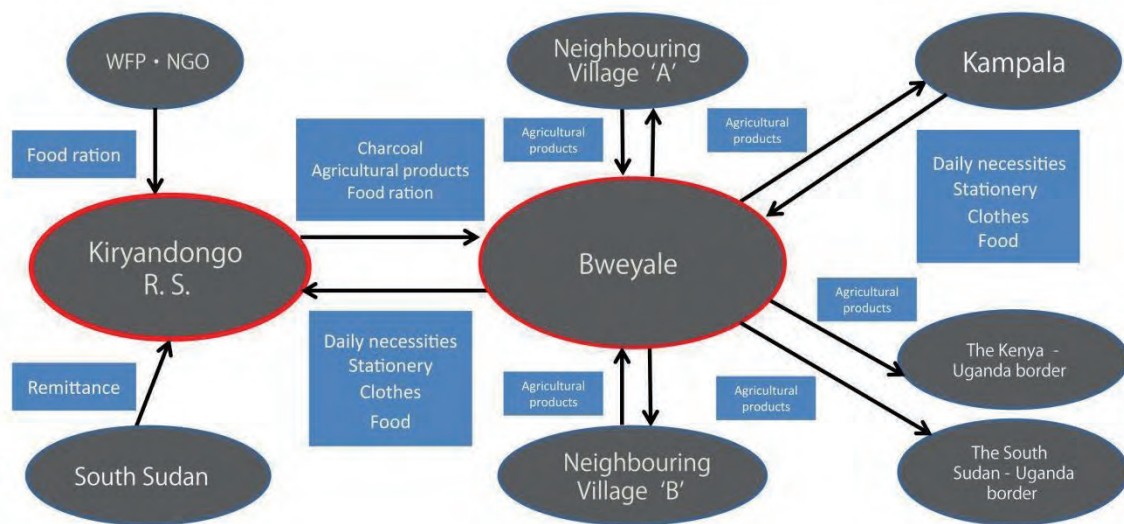 WFP・NGO
Neighbouring
Village 'A'
Kampala
Food ration
Charcoal
Agricultural products
Food ration
Agricultural
products
Agricultural
products
Daily necessities
Stationery
Clothes
Food
Kiryandongo
R. S.
Bweyale
Agricultural
products
Remittance
Daily necessities
Stationery
Clothes
Food
Agricultural
products
Agricultural
products
The Kenya -
Uganda border
South Sudan
Neighbouring
Village 'B'
The South
Sudan - Uganda
border